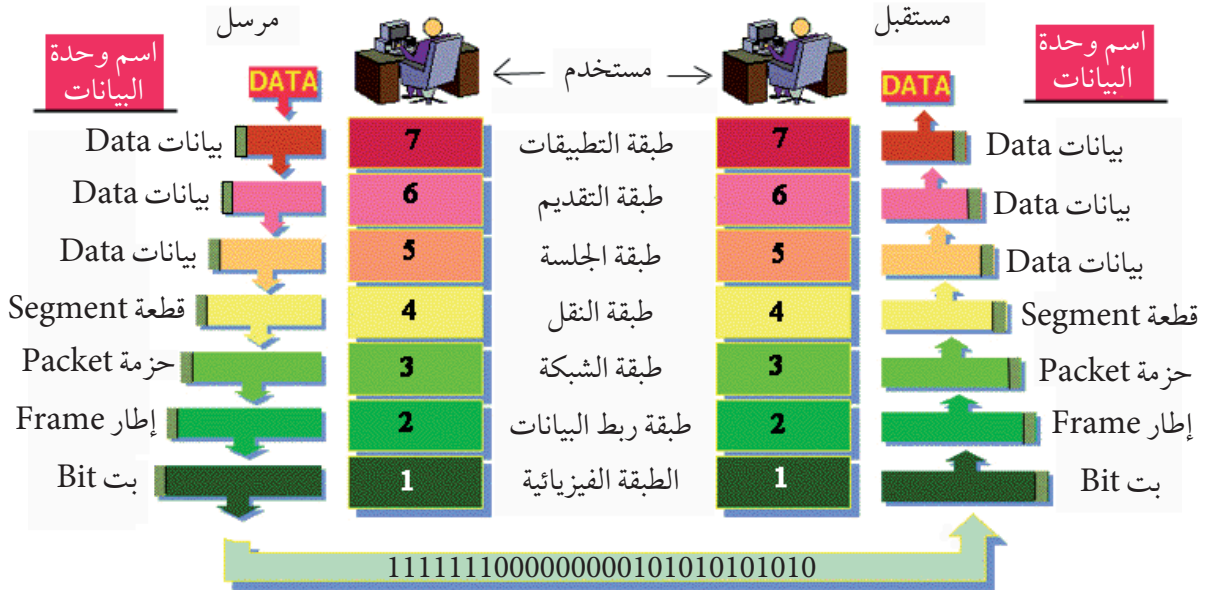 مرسل
مستقبل
اسم وحدة
البيانات
DATA
مستخدم
DATA
اسم وحدة
البيانات
بيانات Data
7
طبقة التطبيقات
7
بيانات Data
بيانات Data
6
طبقة التقديم
6
بيانات Data
بيانات Data
5
طبقة الجلسة
5
بيانات Data
قطعة Segment
4
طبقة النقل
4
قطعة Segment
حزمة Packet
3
طبقة الشبكة
3
حزمة Packet
إطار Frame
2
طبقة ربط البيانات
2
إطار Frame
بت Bit
1
الطبقة الفيزيائية
1
بت Bit
1111111000000000101010101010